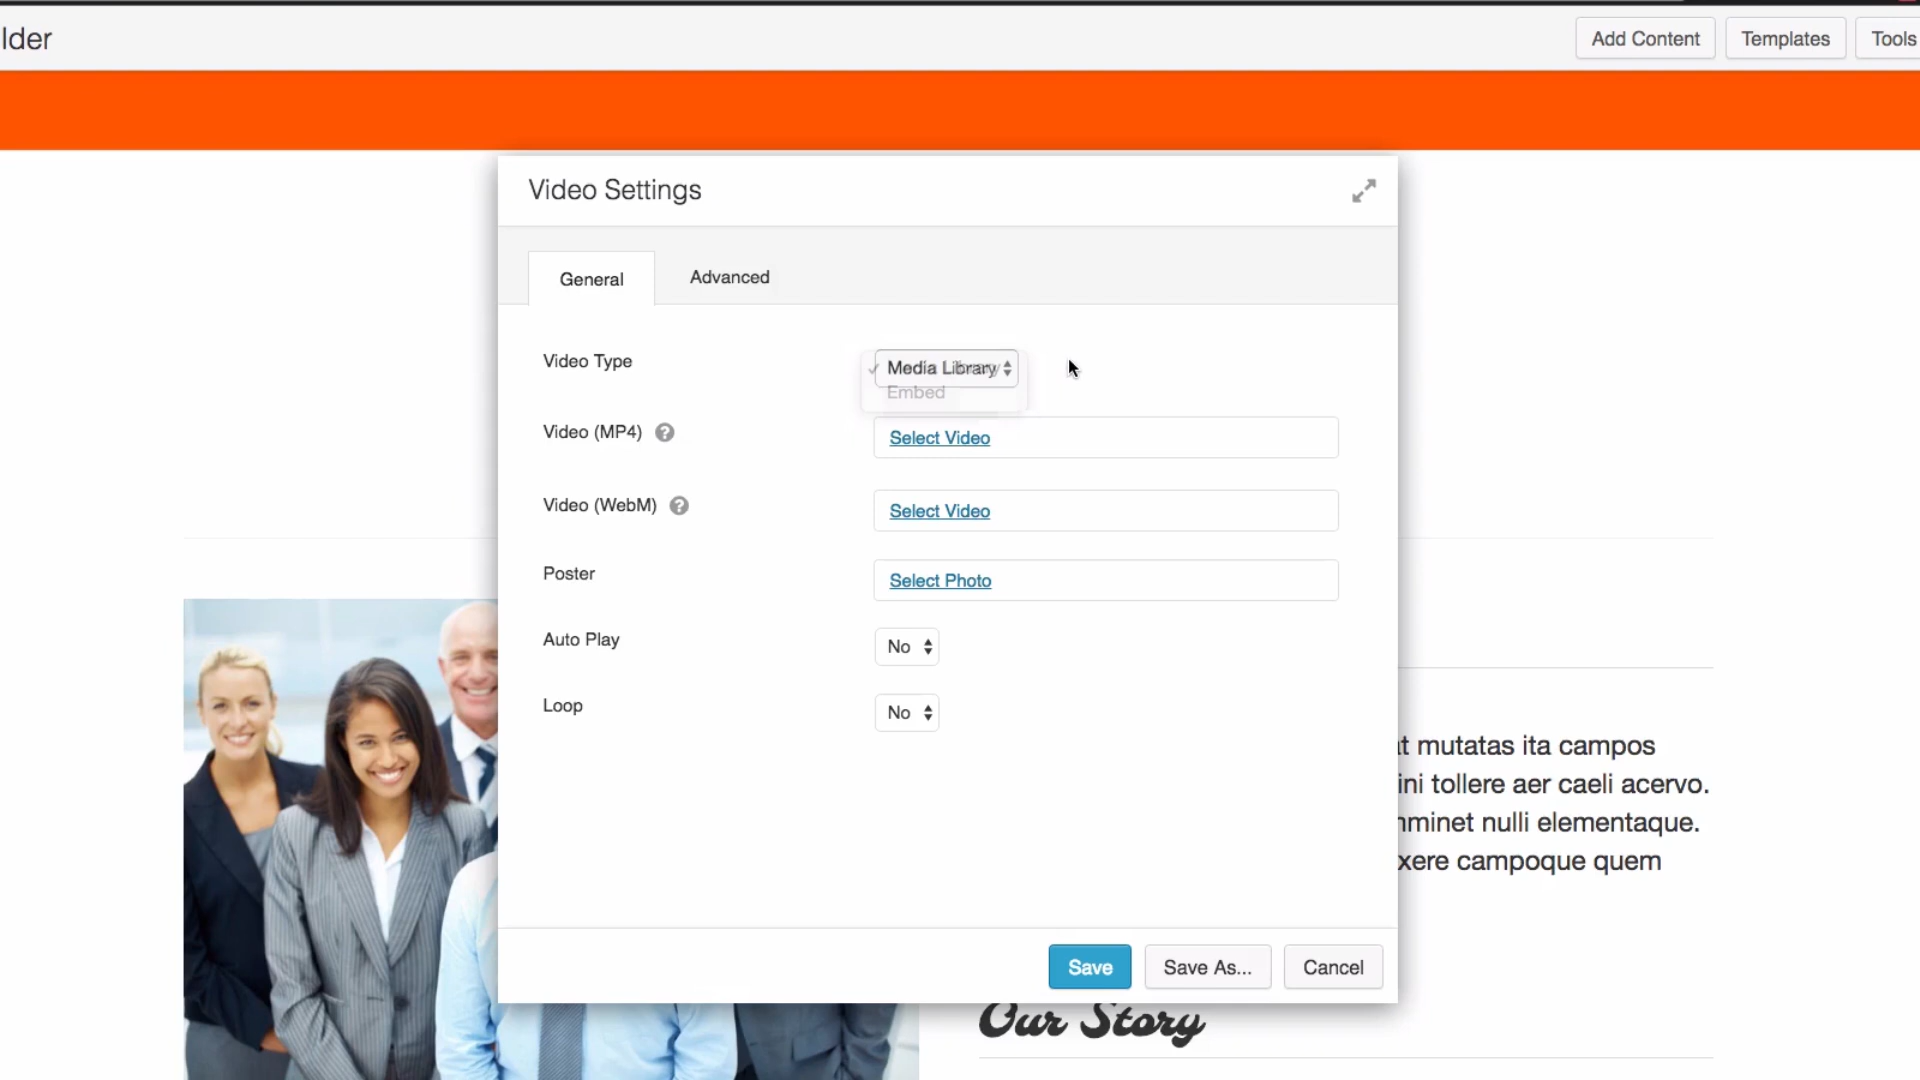 lder
Add Content
Templates
Tools
Video Settings
General
Advanced
Video Type
Media Library
Embed
Video (MP4)
Select Video
Video (WebM)
Select Video
Poster
Select Photo
Auto Play
No
Loop
No
t mutatas ita campos
ini tollere aer caeli acervo.
minet nulli elementaque.
xere campoque quem
Save
Save As...
Cancel
Our Story